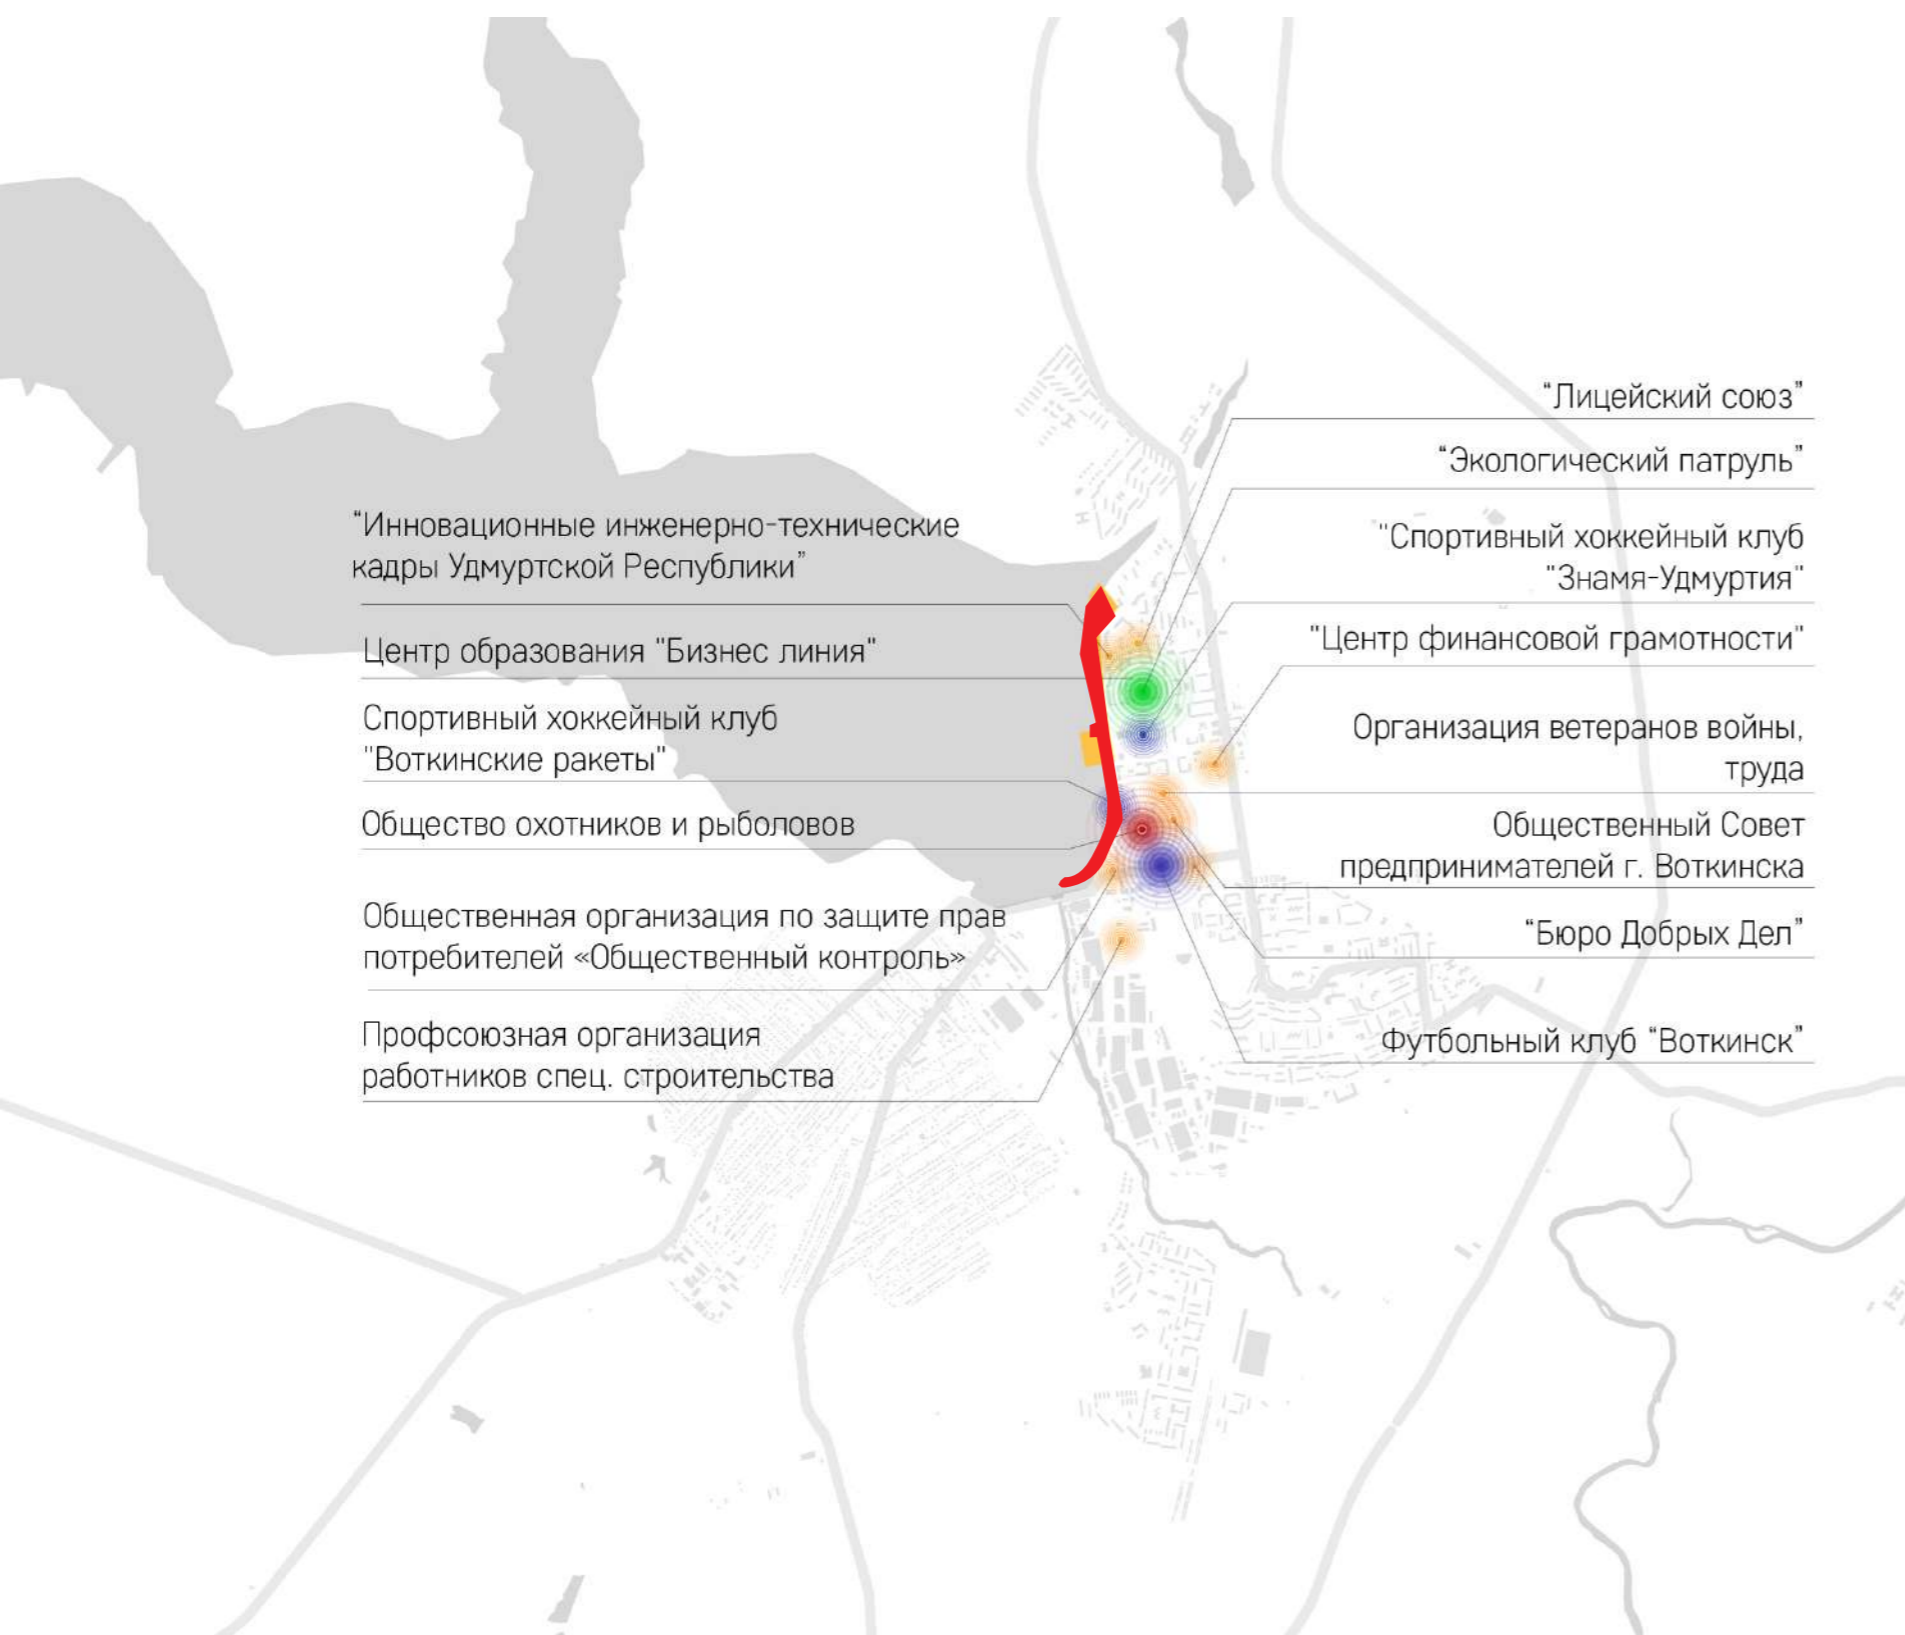 “Инновационные инженерно-технические
кадры Удмуртской Республики”
Центр образования "Бизнес линия"
Спортивный хоккейный клуб
"Воткинские ракеты"
Общество охотников и рыболовов
Общественная организация по защите прав
потребителей «Общественный контроль»
Профсоюзная организация
работников спец. строительства
“Лицейский союз”
“Экологический патруль”
"Спортивный хоккейный клуб
"Знамя-Удмуртия"
"Центр финансовой грамотности"
Организация ветеранов войны,
труда
Общественный Совет
предпринимателей г. Воткинска
“Бюро Добрых Дел”
Футбольный клуб “Воткинск”